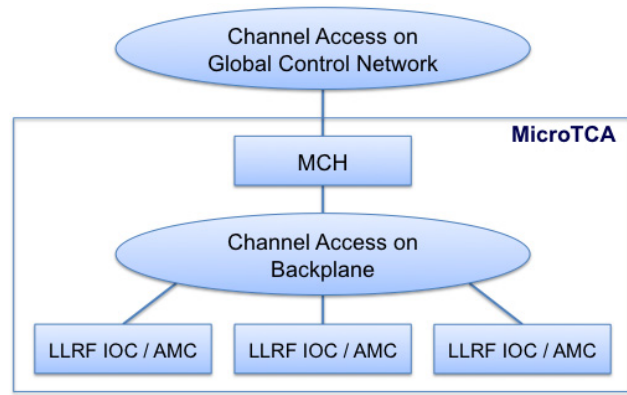 Channel Access on
Global Control Network
MicroTCA
MCH
Channel Access on
Backplane
LLRF IOC / AMC
LLRF IOC / AMC
LLRF IOC / AMC